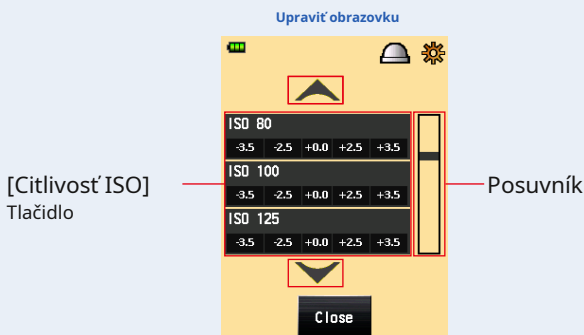 Upraviť obrazovku
ISO 80
-3.5 -2.5 +0.0 +2.5 +3.5
ISO 100
-3.5 -2.5 +0.0 +2.5 +3.5
ISO 125
-3.5 -2.5 +0.0 +2.5 +3.5
Close
[Citlivosť ISO]
Tlačidlo
Posuvník